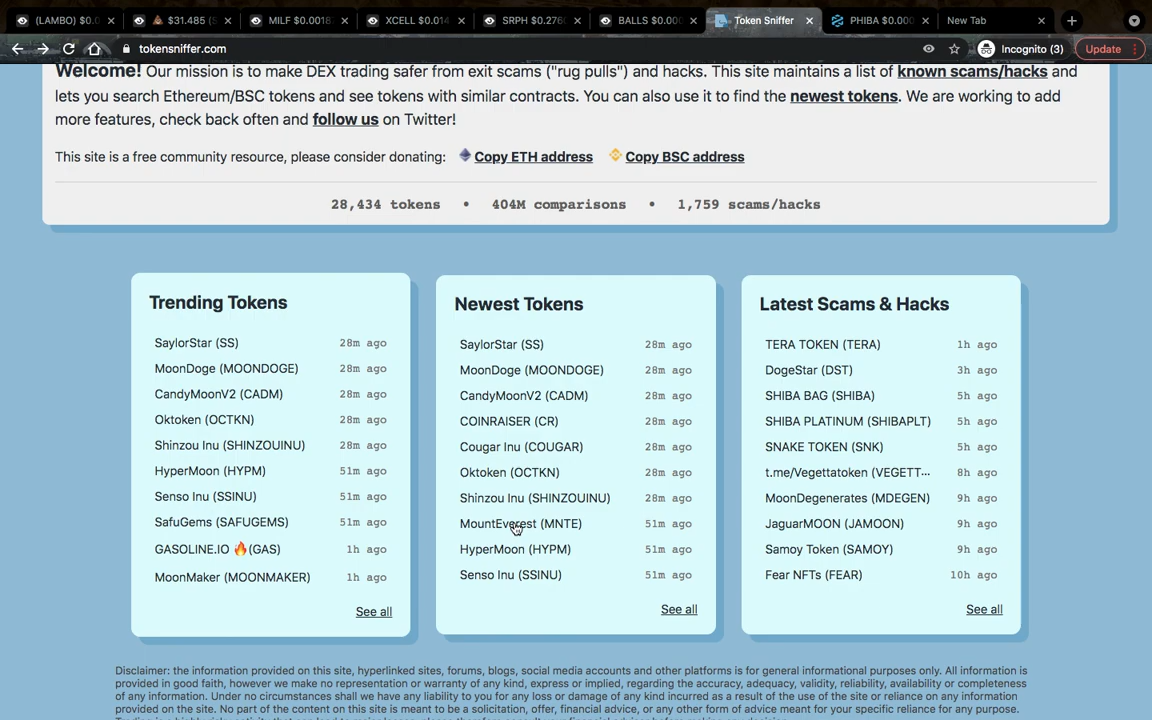 (LAMBO) $0.0
$31.485 (S
MILF $0.0018
XCELL $0.014
SRPH $0.276
BALLS $0.000
Token Sniffer
PHIBA $0.000
New Tab
tokensniffer.com
Incognito (3)
Update
Welcome! Our mission is to make DEX trading safer from exit scams ("rug pulls") and hacks. This site maintains a list of known scams/hacks and
lets you search Ethereum/BSC tokens and see tokens with similar contracts. You can also use it to find the newest tokens. We are working to add
more features, check back often and follow us on Twitter!
This site is a free community resource, please consider donating: Copy ETH address Copy BSC address
28,434 tokens • 404M comparisons • 1,759 scams/hacks
Trending Tokens
SaylorStar (SS) 28m ago
MoonDoge (MOONDOGE) 28m ago
CandyMoonV2 (CADM) 28m ago
Oktoken (OCTKN) 28m ago
Shinzou Inu (SHINZOUINU) 28m ago
HyperMoon (HYPM) 51m ago
Senso Inu (SSINU) 51m ago
SafuGems (SAFUGEMS) 51m ago
GASOLINE.IO 🔥(GAS) 1h ago
MoonMaker (MOONMAKER) 1h ago
See all
Newest Tokens
SaylorStar (SS) 28m ago
MoonDoge (MOONDOGE) 28m ago
CandyMoonV2 (CADM) 28m ago
COINRAISER (CR) 28m ago
Cougar Inu (COUGAR) 28m ago
Oktoken (OCTKN) 28m ago
Shinzou Inu (SHINZOUINU) 28m ago
MountEverest (MNTE) 51m ago
HyperMoon (HYPM) 51m ago
Senso Inu (SSINU) 51m ago
See all
Latest Scams & Hacks
TERA TOKEN (TERA) 1h ago
DogeStar (DST) 3h ago
SHIBA BAG (SHIBA) 5h ago
SHIBA PLATINUM (SHIBAPLT) 5h ago
SNAKE TOKEN (SNK) 5h ago
t.me/Vegettatoken (VEGETT... 8h ago
MoonDegenerates (MDEGEN) 9h ago
JaguarMOON (JAMOON) 9h ago
Samoy Token (SAMOY) 9h ago
Fear NFTs (FEAR) 10h ago
See all
Disclaimer: the information provided on this site, hyperlinked sites, forums, blogs, social media accounts and other platforms is for general informational purposes only. All information is
provided in good faith, however we make no representation or warranty of any kind, express or implied, regarding the accuracy, adequacy, validity, reliability, availability or completeness
of any information. Under no circumstances shall we have any liability to you for any loss or damage of any kind incurred as a result of the use of the site or reliance on any information
provided on the site. No part of the content on this site is meant to be a solicitation, offer, financial advice, or any other form of advice meant for your specific reliance for any purpose.